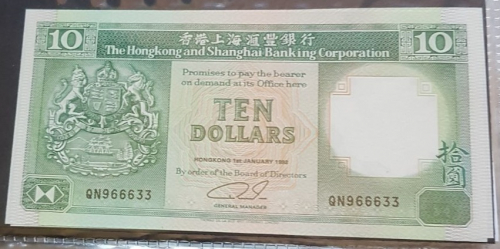 10 香港上海滙豐銀行 10
The Hongkong and Shanghai Banking Corporation
Promises to pay the bearer
on demand at its Office here
TEN
DOLLARS
HONGKONG 1st JANUARY
By order of the Board of Directors
GENERAL MANAGER
拾圓
QN966633 QN966633